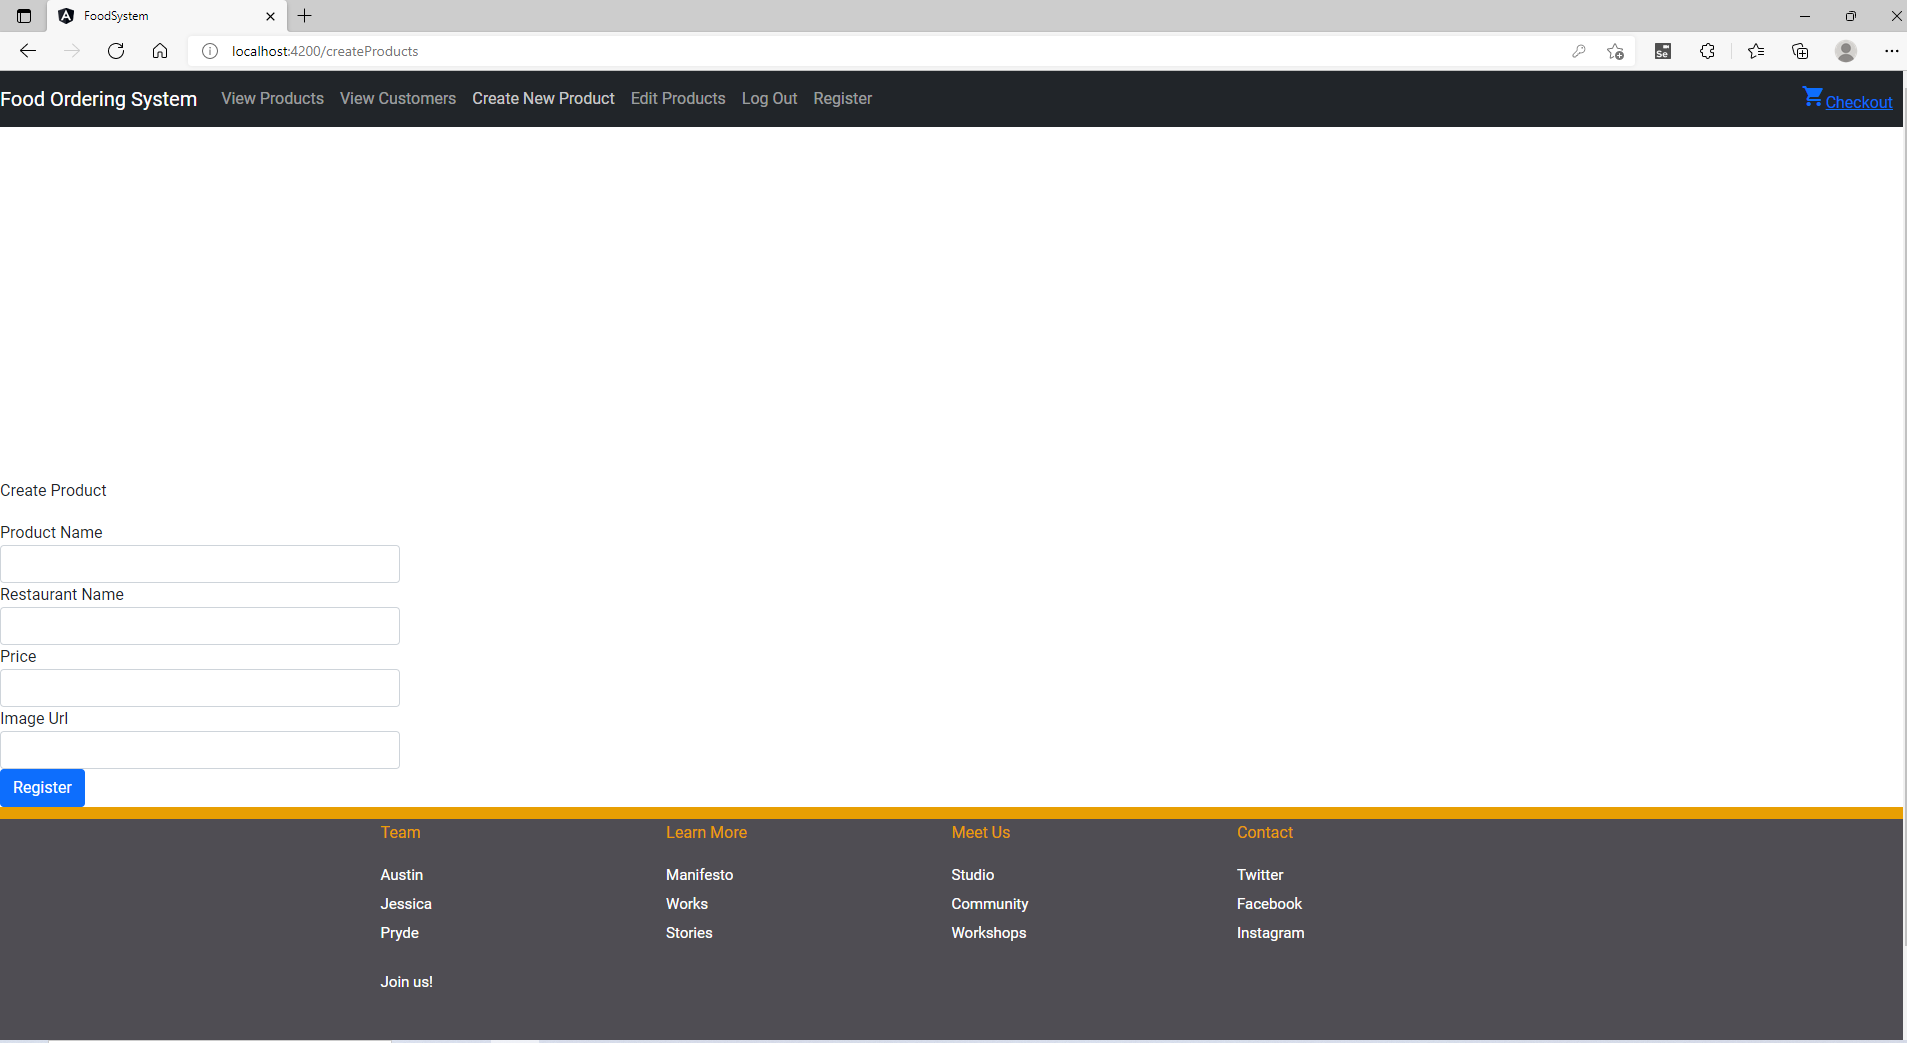 FoodSystem
localhost:4200/createProducts
Se
Food Ordering System View Products View Customers Create New Product Edit Products Log Out Register Checkout
Create Product
Product Name
Restaurant Name
Price
Image Url
Register
Team Learn More Meet Us Contact
Austin Manifesto Studio Twitter
Jessica Works Community Facebook
Pryde Stories Workshops Instagram
Join us!